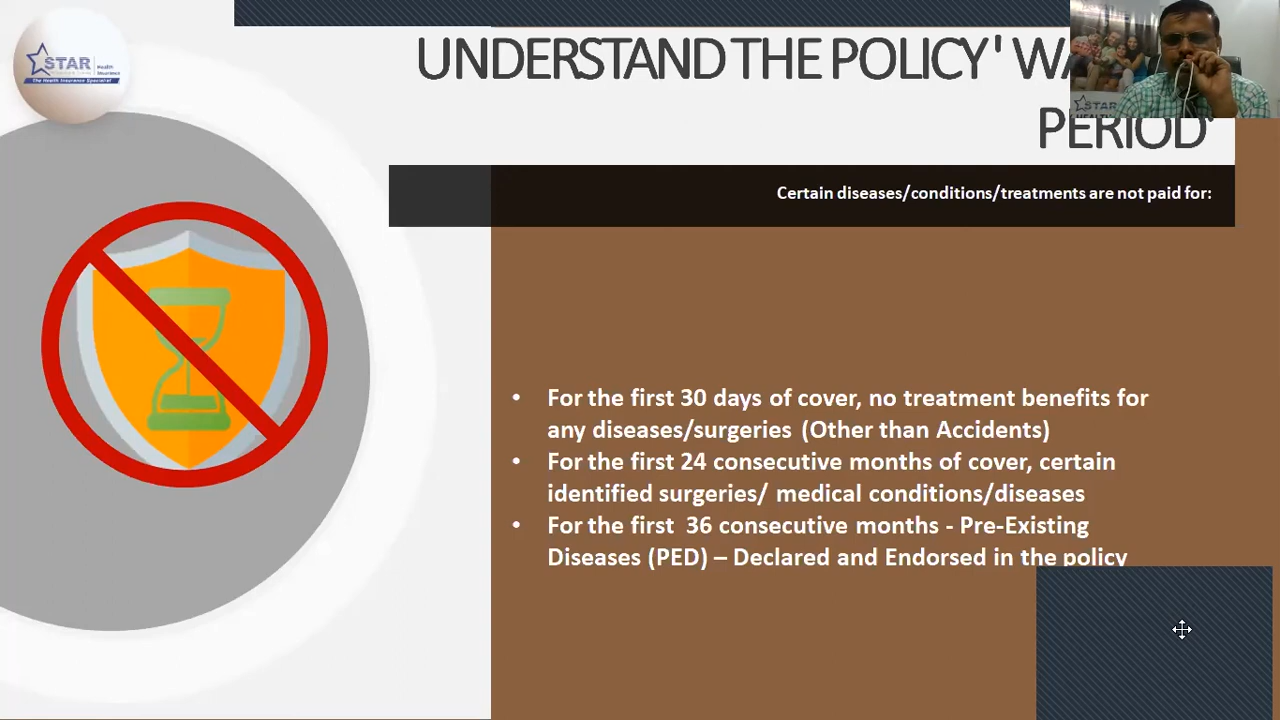 STAR Health Insurance
The Health Insurance Specialist
UNDERSTAND THE POLICY' WA
PERIOD'
STAR
Certain diseases/conditions/treatments are not paid for:
• For the first 30 days of cover, no treatment benefits for
any diseases/surgeries (Other than Accidents)
• For the first 24 consecutive months of cover, certain
identified surgeries/ medical conditions/diseases
• For the first 36 consecutive months - Pre-Existing
Diseases (PED) – Declared and Endorsed in the policy